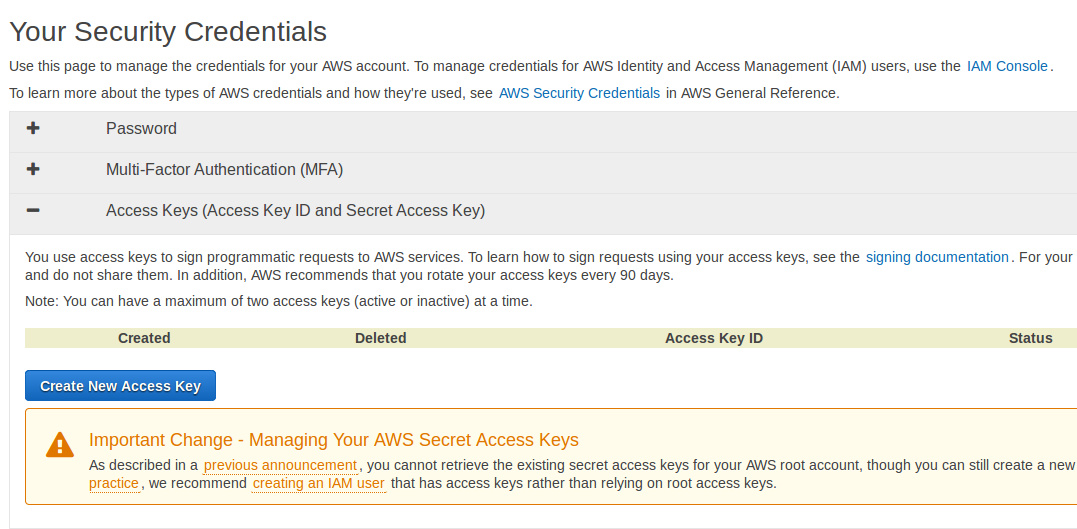 Your Security Credentials
Use this page to manage the credentials for your AWS account. To manage credentials for AWS Identity and Access Management (IAM) users, use the IAM Console.
To learn more about the types of AWS credentials and how they're used, see AWS Security Credentials in AWS General Reference.
Password
Multi-Factor Authentication (MFA)
Access Keys (Access Key ID and Secret Access Key)
You use access keys to sign programmatic requests to AWS services. To learn how to sign requests using your access keys, see the signing documentation. For your
and do not share them. In addition, AWS recommends that you rotate your access keys every 90 days.
Note: You can have a maximum of two access keys (active or inactive) at a time.
Created Deleted Access Key ID Status
Create New Access Key
Important Change - Managing Your AWS Secret Access Keys
As described in a previous announcement, you cannot retrieve the existing secret access keys for your AWS root account, though you can still create a new
practice, we recommend creating an IAM user that has access keys rather than relying on root access keys.